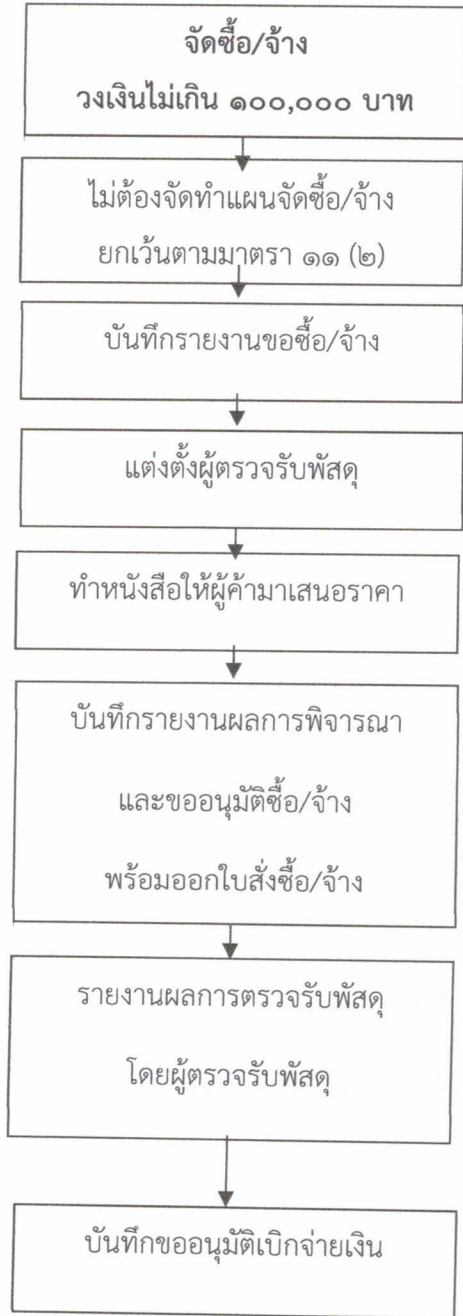 จัดซื้อ/จ้าง
วงเงินไม่เกิน ๑๐๐,๐๐๐ บาท
ไม่ต้องจัดทำแผนจัดซื้อ/จ้าง
ยกเว้นตามมาตรา ๑๑ (๒)
บันทึกรายงานขอซื้อ/จ้าง
แต่งตั้งผู้ตรวจรับพัสดุ
ทำหนังสือให้ผู้ค้ามาเสนอราคา
บันทึกรายงานผลการพิจารณา
และขออนุมัติซื้อ/จ้าง
พร้อมออกใบสั่งซื้อ/จ้าง
รายงานผลการตรวจรับพัสดุ
โดยผู้ตรวจรับพัสดุ
บันทึกขออนุมัติเบิกจ่ายเงิน